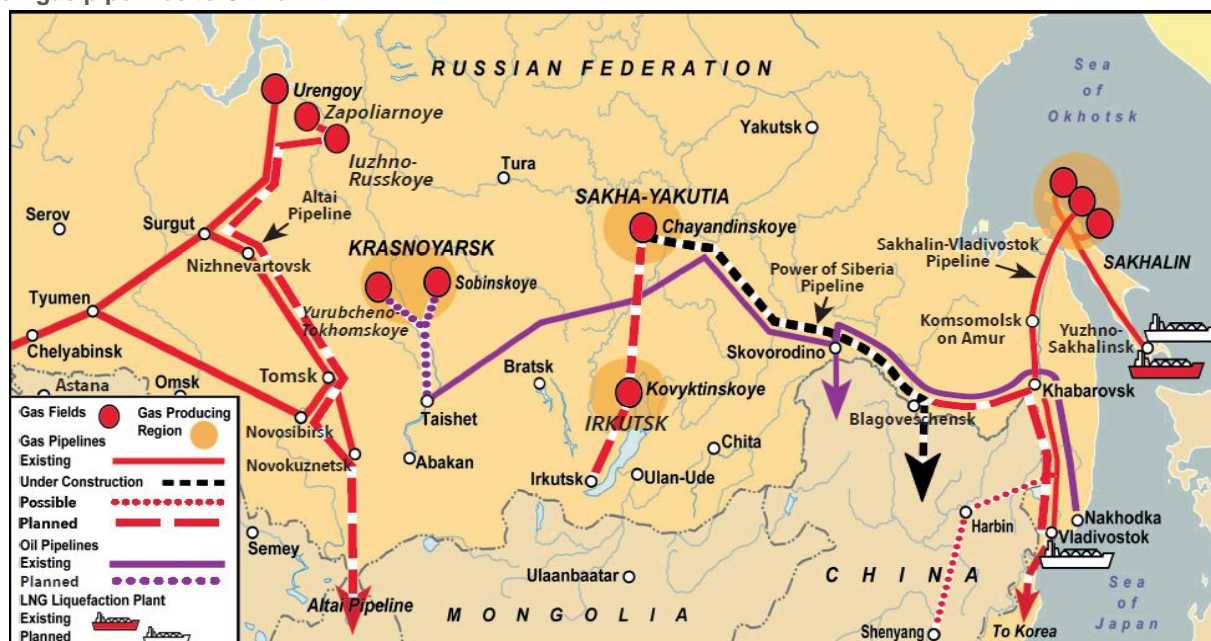 RUSSIAN FEDERATION
Sea
of
Okhotsk
Urengoy
Zapoliarnoye
Iuzhno-
Russkoye
Yakutsk
Tura
Altai
Pipeline
SAKHA-YAKUTIA
Chayandinskoye
Serov
Surgut
Nizhnevartovsk
KRASNOYARSK
Sobinskoye
Yurubcheno-
Tokhomskoye
Power of Siberia
Pipeline
Sakhalin-Vladivostok
Pipeline
SAKHALIN
Tyumen
Chelyabinsk
Komsomolsk
on Amur
Yuzhno-
Sakhalinsk
Skovorodino
Astana
Omsk
Tomsk
Bratsk
Kovyktinskoye
IRKUTSK
Khabarovsk
Taishet
Blagoveschensk
Novosibirsk
Novokuznetsk
Abakan
Chita
Irkutsk
Ulan-Ude
Harbin
Nakhodka
Vladivostok
Semey
Ulaanbaatar
CHINA
Altai Pipeline
MONGOLIA
Shenyang
To Korea
Sea
of
Japan
Gas Fields
Gas Producing
Region
Gas Pipelines
Existing
Under Construction
Possible
Planned
Oil Pipelines
Existing
Planned
LNG Liquefaction Plant
Existing
Planned